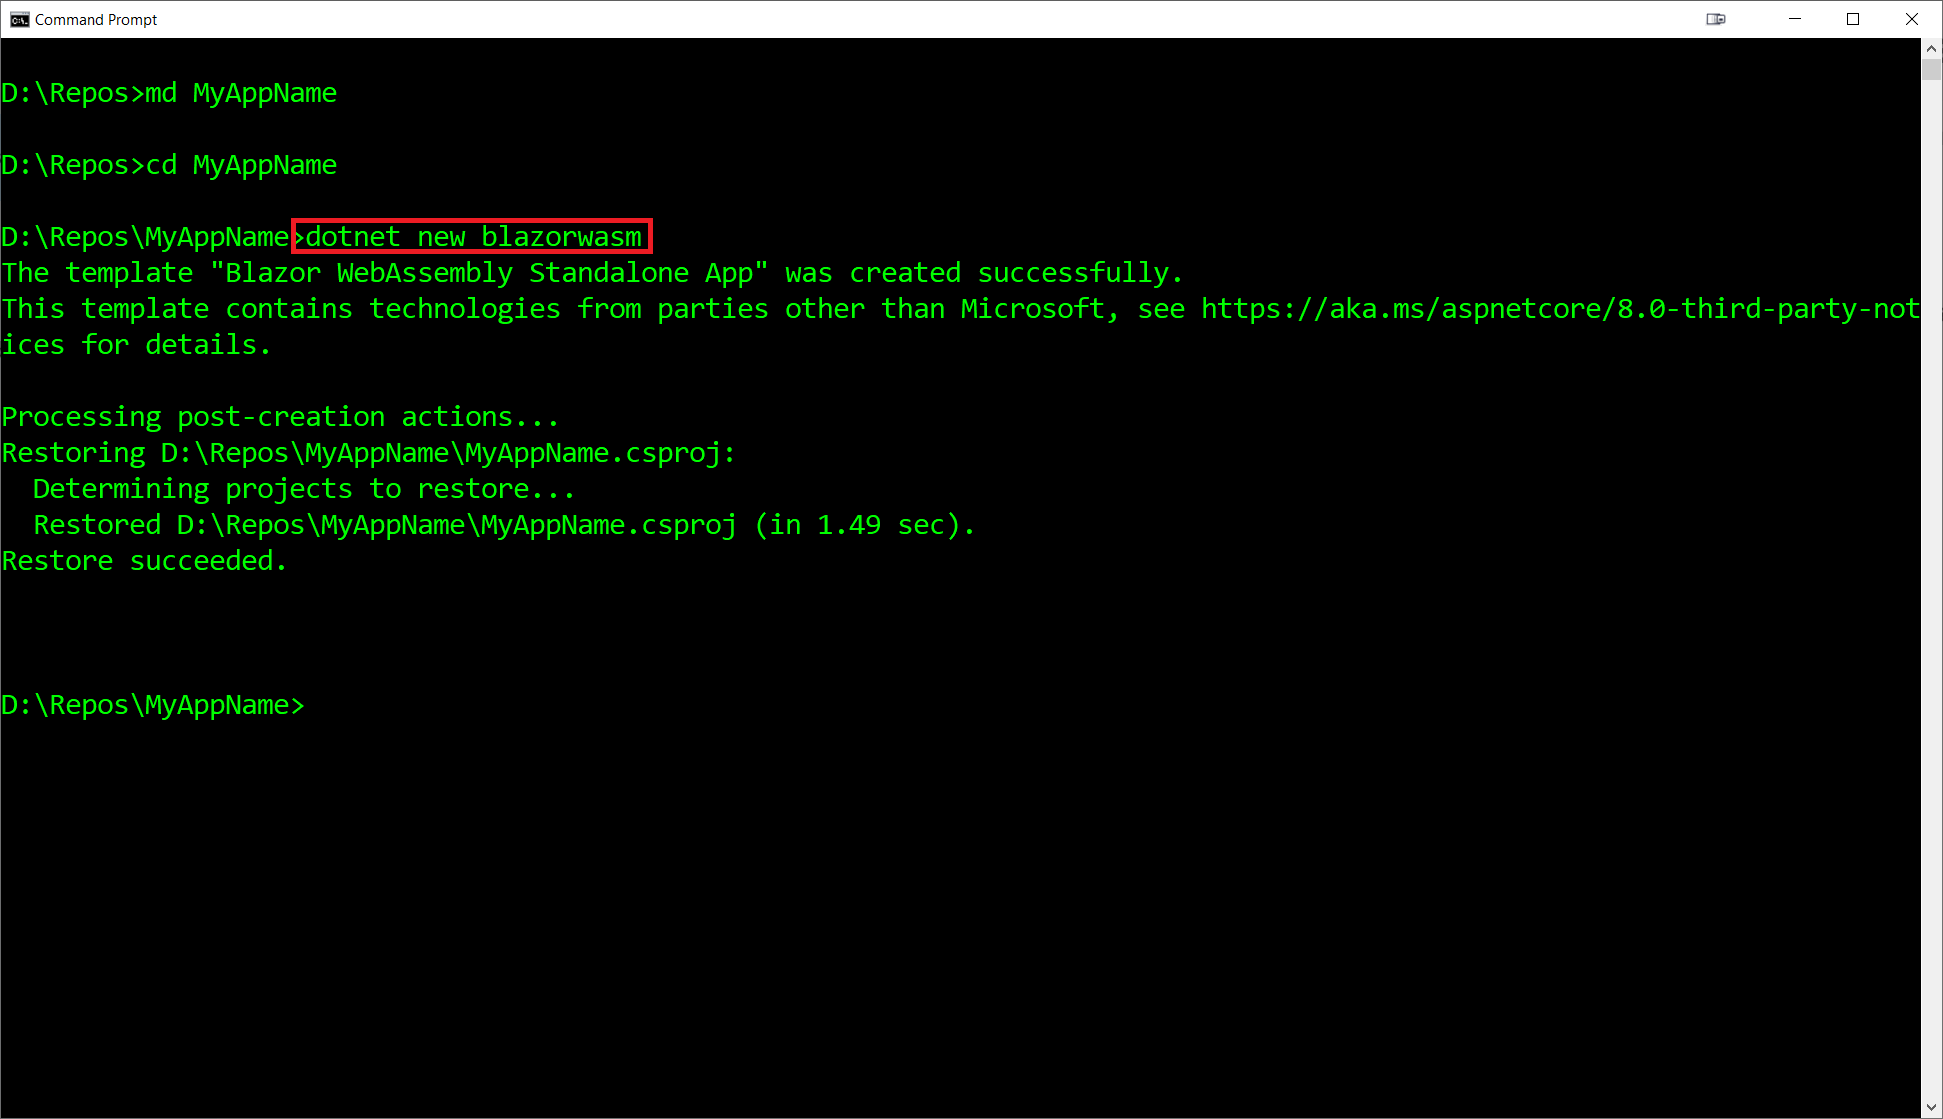 Command Prompt
D:\Repos>md MyAppName
D:\Repos>cd MyAppName
D:\Repos\MyAppName>dotnet new blazorwasm
The template "Blazor WebAssembly Standalone App" was created successfully.
This template contains technologies from parties other than Microsoft, see https://aka.ms/aspnetcore/8.0-third-party-not
ices for details.
Processing post-creation actions...
Restoring D:\Repos\MyAppName\MyAppName.csproj:
  Determining projects to restore...
  Restored D:\Repos\MyAppName\MyAppName.csproj (in 1.49 sec).
Restore succeeded.
D:\Repos\MyAppName>